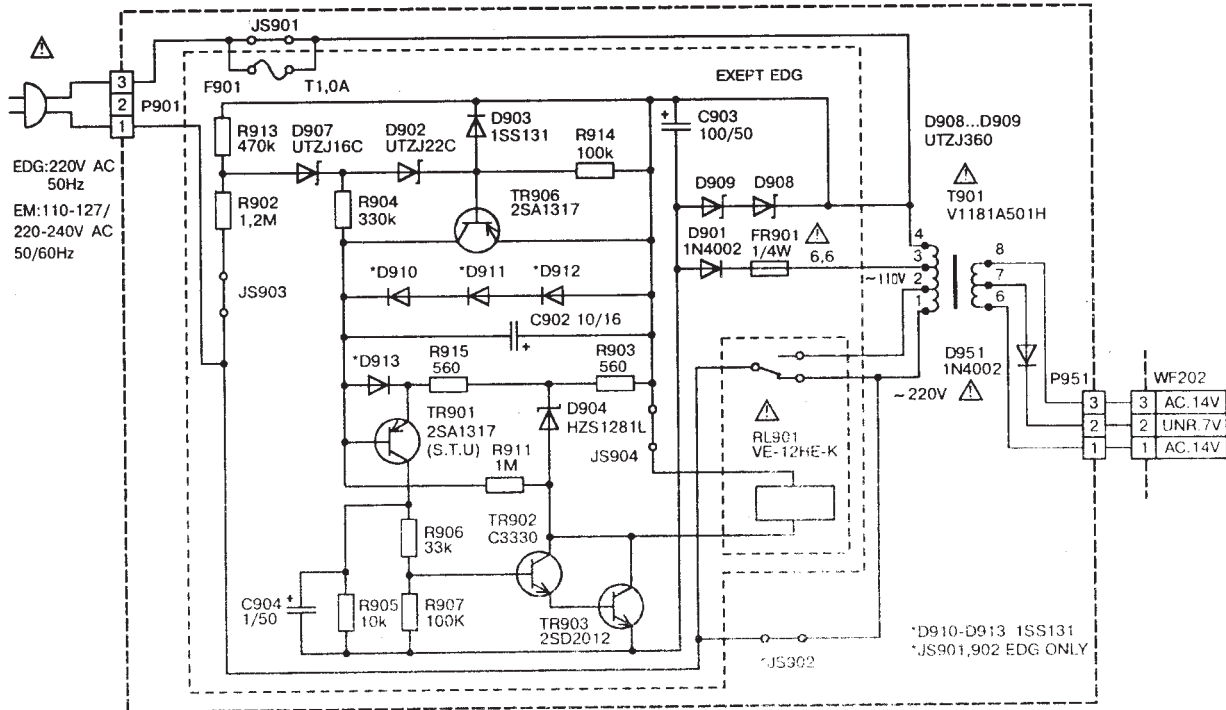 JS901
3
2
1
P901
F901
T1,0A
EXEPT EDG
EDG:220V AC
50Hz
EM:110-127/
220-240V AC
50/60Hz
R913
470k
D907
UTZJ16C
D902
UTZJ22C
D903
1SS131
R914
100k
C903
100/50
+
D908...D909
UTZJ360
R902
1,2M
R904
330k
TR906
2SA1317
D909
D908
T901
V1181A501H
D901
1N4002
FR901
1/4W
6,6
4
3
2
1
8
7
6
~110V
JS903
*D910
*D911
*D912
C902 10/16
+
*D913
R915
560
R903
560
D951
1N4002
~220V
P951
WF202
3
3
AC.14V
2
2
UNR.7V
1
1
AC.14V
TR901
2SA1317
(S.T.U)
D904
HZS1281L
JS904
R911
1M
RL901
VE-12HE-K
R906
33k
TR902
C3330
C904
1/50
+
R905
10k
R907
100K
TR903
2SD2012
*JS902
*D910-D913 1SS131
*JS901,902 EDG ONLY